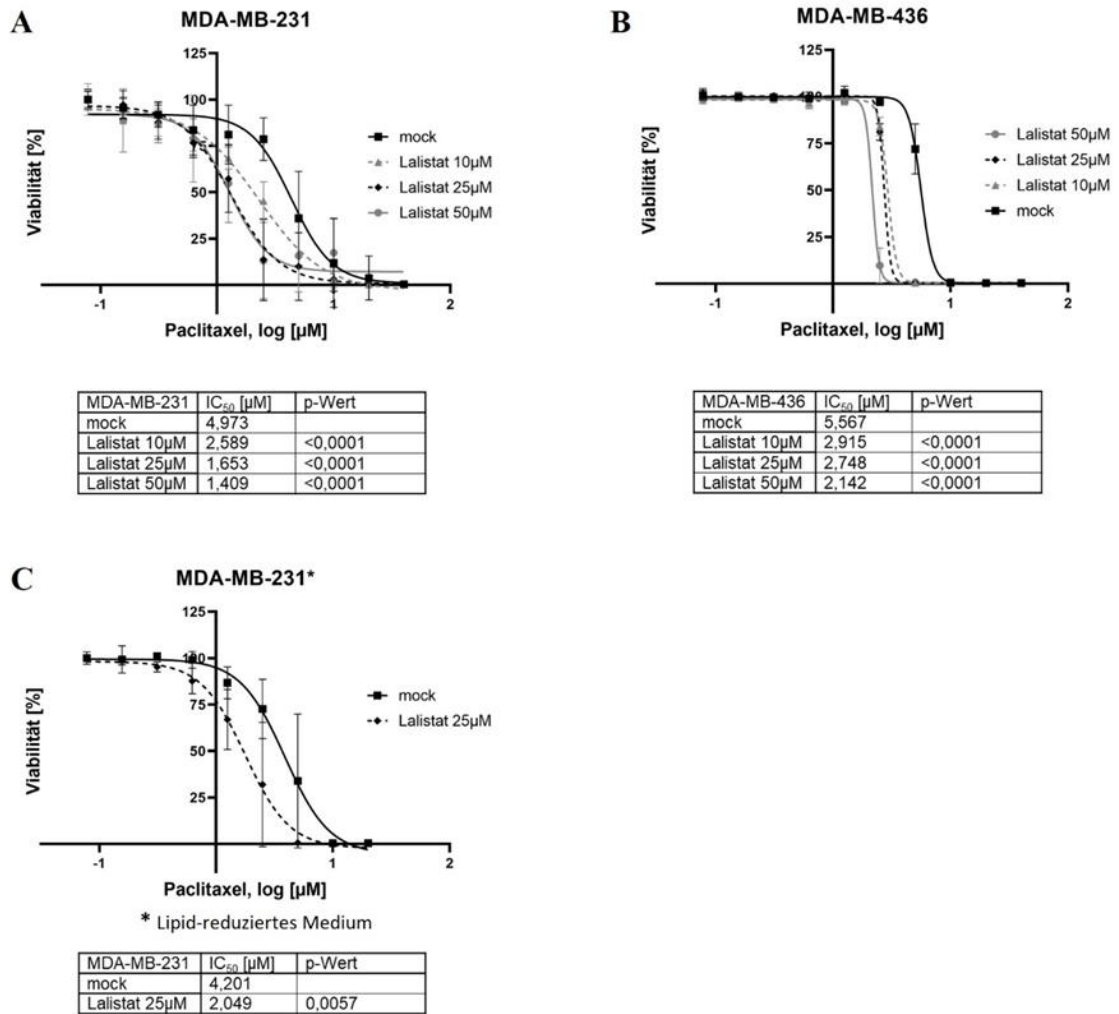 A
MDA-MB-231
Viabilität [%]
125
100
75
50
25
-1
1
2
Paclitaxel, log [µM]
mock
Lalistat 10µM
Lalistat 25µM
Lalistat 50µM
MDA-MB-231 IC50 [µM] p-Wert
mock 4,973
Lalistat 10µM 2,589 <0,0001
Lalistat 25µM 1,653 <0,0001
Lalistat 50µM 1,409 <0,0001
B
MDA-MB-436
Viabilität [%]
125
100
75
50
25
-1
1
2
Paclitaxel, log [µM]
Lalistat 50µM
Lalistat 25µM
Lalistat 10µM
mock
MDA-MB-436 IC50 [µM] p-Wert
mock 5,567
Lalistat 10µM 2,915 <0,0001
Lalistat 25µM 2,748 <0,0001
Lalistat 50µM 2,142 <0,0001
C
MDA-MB-231*
Viabilität [%]
125
100
75
50
25
-1
1
2
Paclitaxel, log [µM]
mock
Lalistat 25µM
* Lipid-reduziertes Medium
MDA-MB-231 IC50 [µM] p-Wert
mock 4,201
Lalistat 25µM 2,049 0,0057